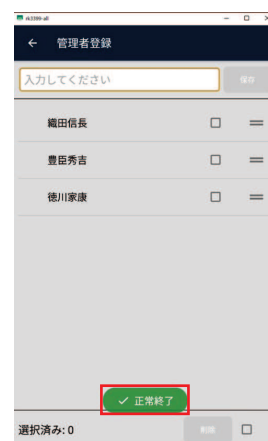 rk3399-all
管理者登録
入力してください
保存
織田信長
豊臣秀吉
徳川家康
正常終了
選択済み: 0
削除